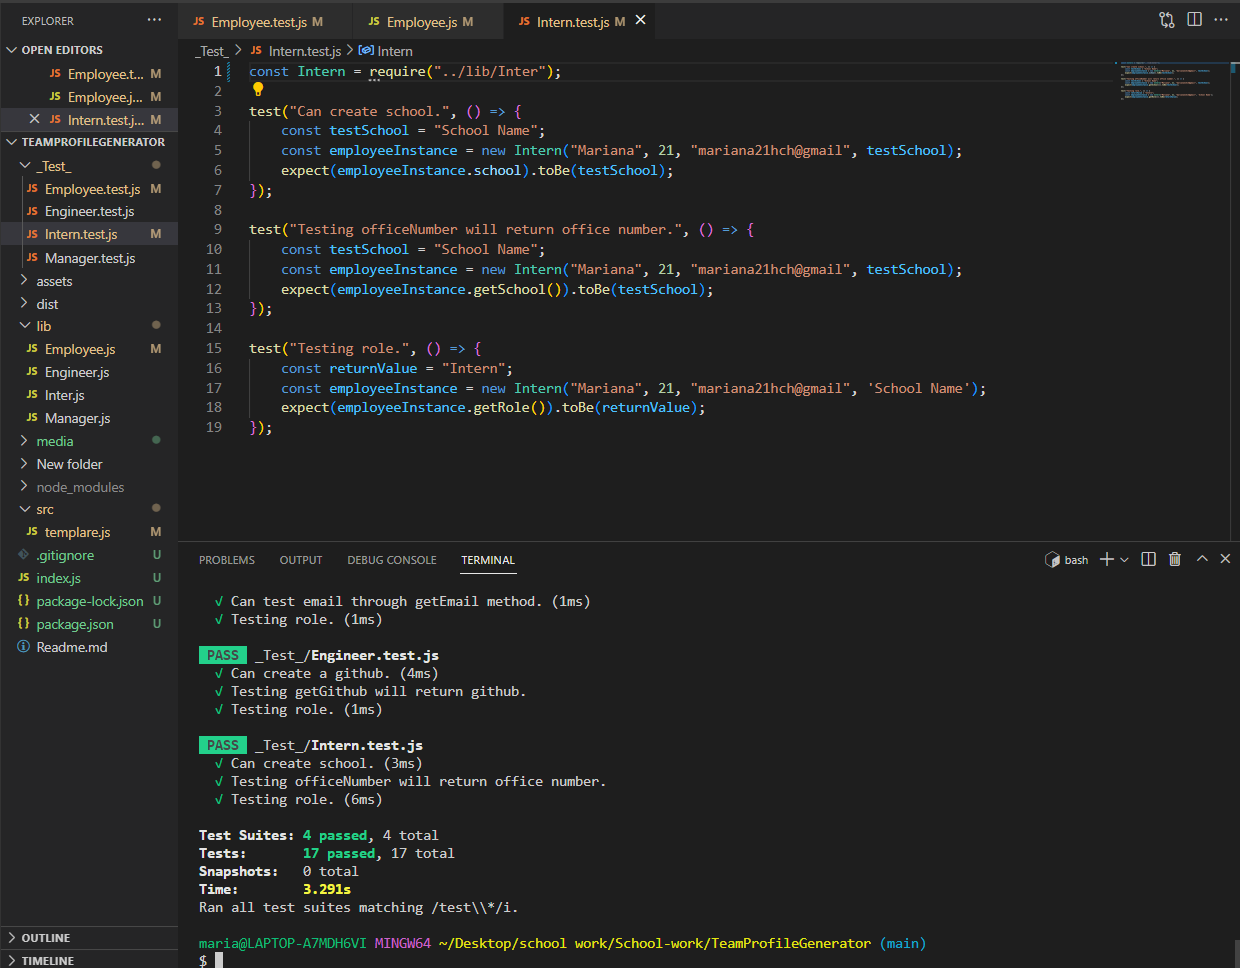 EXPLORER ···
OPEN EDITORS
JS Employee.t... M
JS Employee.j... M
JS Intern.test.j... M
TEAMPROFILEGENERATOR
_Test_
JS Employee.test.js M
JS Engineer.test.js
JS Intern.test.js M
JS Manager.test.js
assets
dist
lib
JS Employee.js M
JS Engineer.js
JS Inter.js
JS Manager.js
media
New folder
node_modules
src
JS templare.js M
.gitignore U
JS index.js U
{} package-lock.json U
{} package.json U
Readme.md
OUTLINE
TIMELINE
JS Employee.test.js M JS Employee.js M JS Intern.test.js M
_Test_ > JS Intern.test.js > Intern
1 const Intern = require("../lib/Inter");
2
3 test("Can create school.", () => {
4 const testSchool = "School Name";
5 const employeeInstance = new Intern("Mariana", 21, "mariana21hch@gmail", testSchool);
6 expect(employeeInstance.school).toBe(testSchool);
7 });
8
9 test("Testing officeNumber will return office number.", () => {
10 const testSchool = "School Name";
11 const employeeInstance = new Intern("Mariana", 21, "mariana21hch@gmail", testSchool);
12 expect(employeeInstance.getSchool()).toBe(testSchool);
13 });
14
15 test("Testing role.", () => {
16 const returnValue = "Intern";
17 const employeeInstance = new Intern("Mariana", 21, "mariana21hch@gmail", 'School Name');
18 expect(employeeInstance.getRole()).toBe(returnValue);
19 });
PROBLEMS OUTPUT DEBUG CONSOLE TERMINAL bash
√ Can test email through getEmail method. (1ms)
√ Testing role. (1ms)
PASS _Test_/Engineer.test.js
√ Can create a github. (4ms)
√ Testing getGithub will return github.
√ Testing role. (1ms)
PASS _Test_/Intern.test.js
√ Can create school. (3ms)
√ Testing officeNumber will return office number.
√ Testing role. (6ms)
Test Suites: 4 passed, 4 total
Tests: 17 passed, 17 total
Snapshots: 0 total
Time: 3.291s
Ran all test suites matching /test\\*/i.
maria@LAPTOP-A7MDH6VI MINGW64 ~/Desktop/school work/School-work/TeamProfileGenerator (main)
$